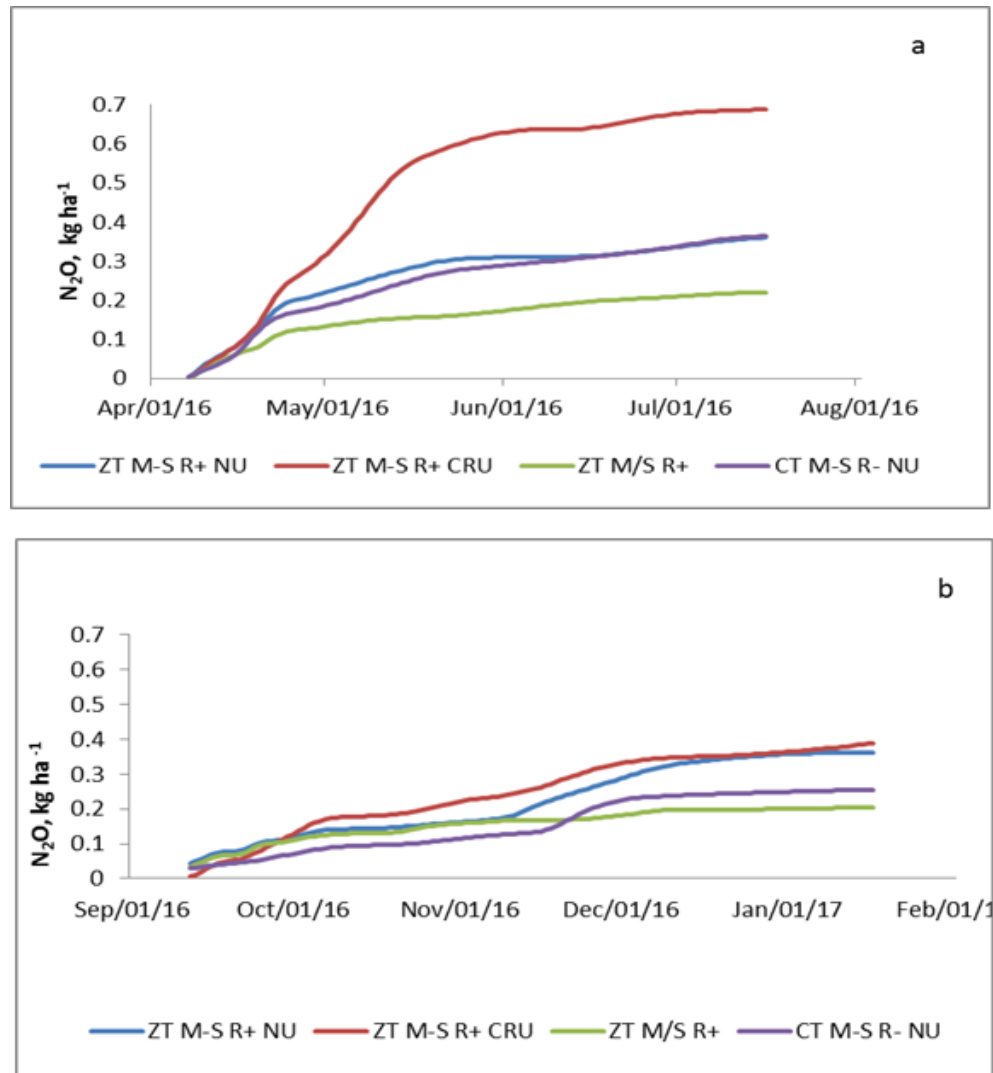 a
0.7
0.6
0.5
0.4
0.3
0.2
0.1
0
N₂O, kg ha⁻¹
Apr/01/16 May/01/16 Jun/01/16 Jul/01/16 Aug/01/16
ZT M-S R+ NU ZT M-S R+ CRU ZT M/S R+ CT M-S R- NU
b
0.7
0.6
0.5
0.4
0.3
0.2
0.1
0
N₂O, kg ha⁻¹
Sep/01/16 Oct/01/16 Nov/01/16 Dec/01/16 Jan/01/17 Feb/01/1
ZT M-S R+ NU ZT M-S R+ CRU ZT M/S R+ CT M-S R- NU